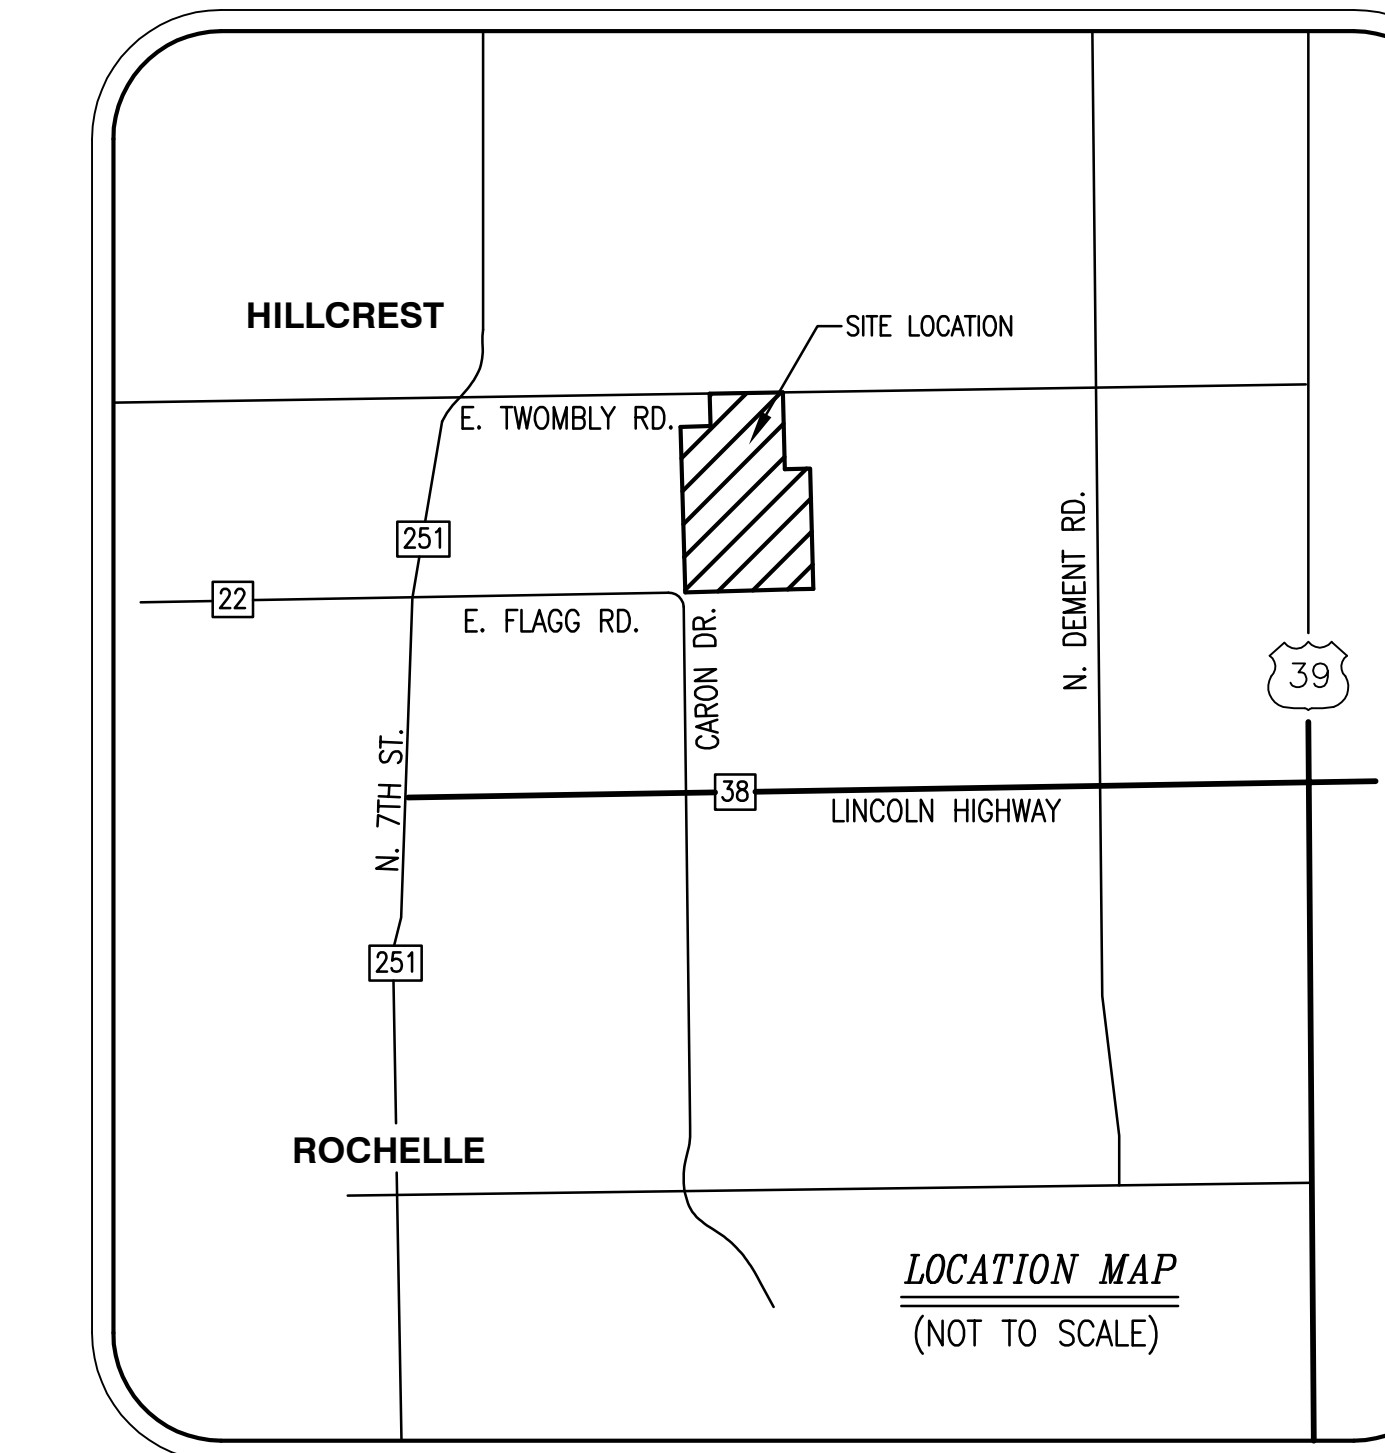 HILLCREST
SITE LOCATION
E. TWOMBLY RD.
251
N. DEMENT RD.
22
E. FLAGG RD.
CARON DR.
39
N. 7TH ST.
38
LINCOLN HIGHWAY
251
ROCHELLE
LOCATION MAP
(NOT TO SCALE)